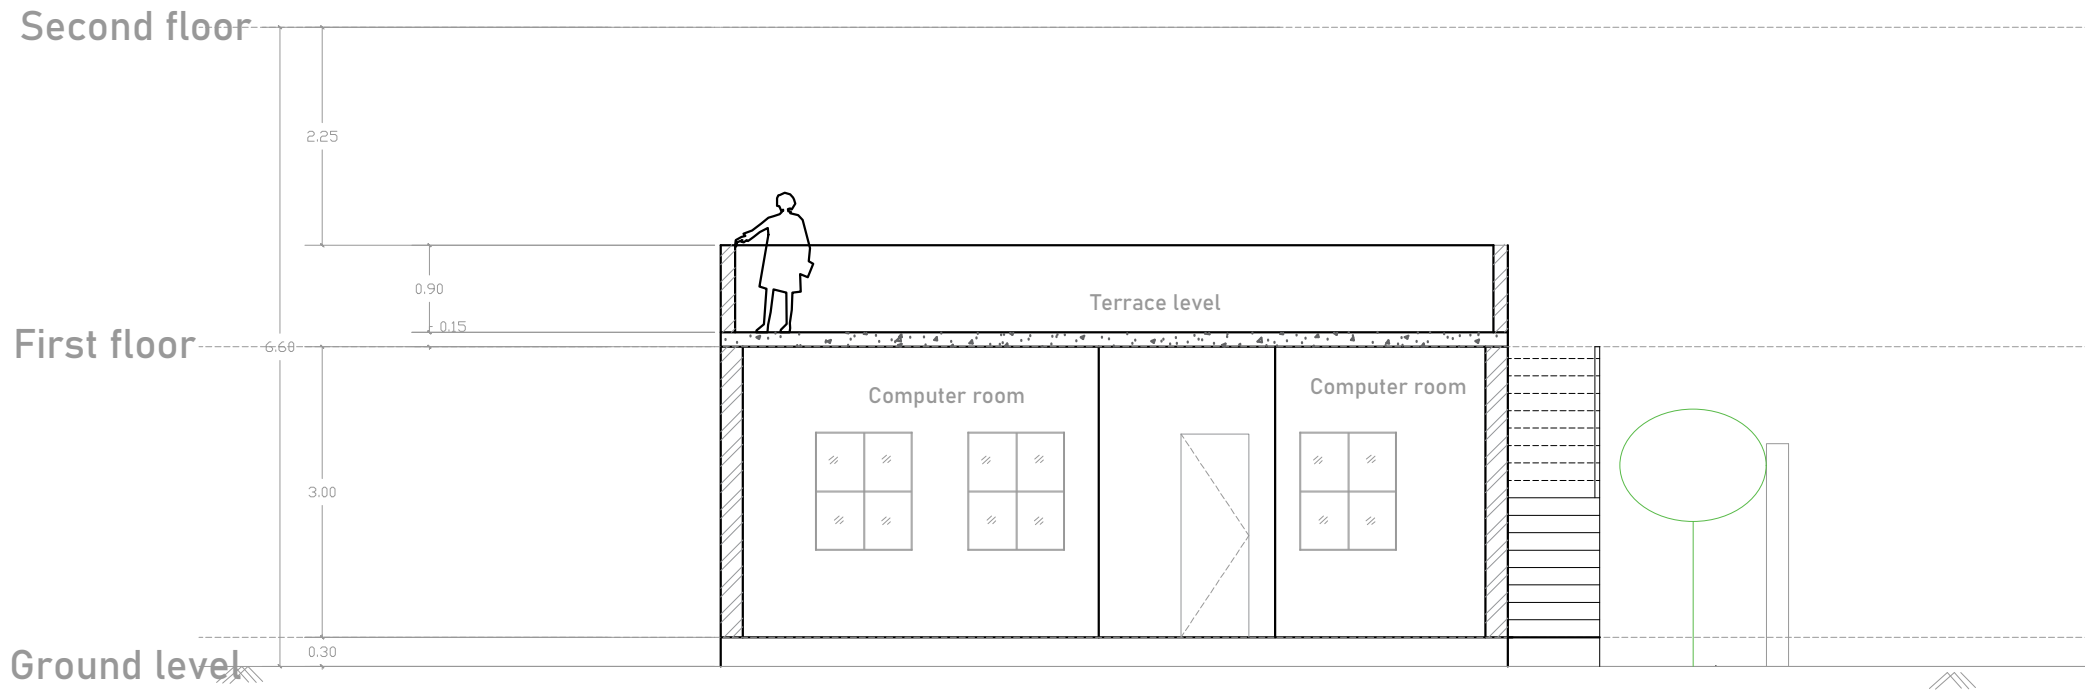 Second floor
2.25
0.90
Terrace level
0.15
First floor
6.60
Computer room
Computer room
3.00
0.30
Ground level